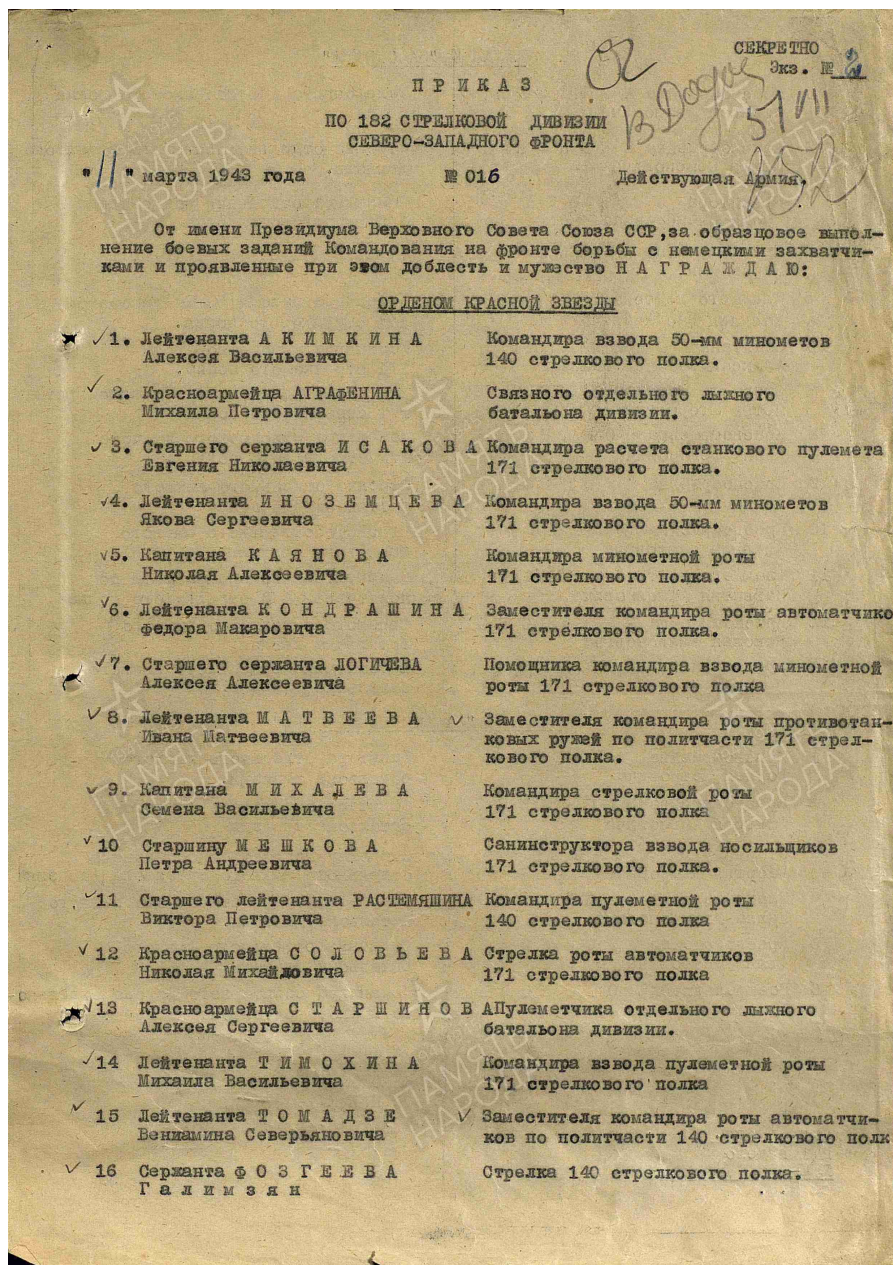 СЕКРЕТНО
Экз. № 2
П Р И К А З
ПО 182 СТРЕЛКОВОЙ ДИВИЗИИ
СЕВЕРО-ЗАПАДНОГО ФРОНТА
"11" марта 1943 года № 016 Действующая Армия.
От имени Президиума Верховного Совета Союза ССР,за образцовое выпол-
нение боевых заданий Командования на фронте борьбы с немецкими захватчи-
ками и проявленные при этом доблесть и мужество Н А Г Р А Ж Д А Ю:
ОРДЕНОМ КРАСНОЙ ЗВЕЗДЫ
1. Лейтенанта А К И М К И Н А Командира взвода 50-мм минометов
Алексея Васильевича 140 стрелкового полка.
2. Красноармейца АГРАФЕНИНА Связного отдельного лыжного
Михаила Петровича батальона дивизии.
3. Старшего сержанта И С А К О В А Командира расчета станкового пулемета
Евгения Николаевича 171 стрелкового полка.
4. Лейтенанта И Н О З Е М Ц Е В А Командира взвода 50-мм минометов
Якова Сергеевича 171 стрелкового полка.
5. Капитана К А Я Н О В А Командира минометной роты
Николая Алексеевича 171 стрелкового полка.
6. Лейтенанта К О Н Д Р А Ш И Н А Заместителя командира роты автоматчико
Федора Макаровича 171 стрелкового полка.
7. Старшего сержанта ЛОГИЧЕВА Помощника командира взвода минометной
Алексея Алексеевича роты 171 стрелкового полка
8. Лейтенанта М А Т В Е Е В А Заместителя командира роты противотан-
Ивана Матвеевича ковых ружей по политчасти 171 стрел-
кового полка.
9. Капитана М И Х А Л Е В А Командира стрелковой роты
Семена Васильевича 171 стрелкового полка
10 Старшину М Е Ш К О В А Санинструктора взвода носильщиков
Петра Андреевича 171 стрелкового полка.
11 Старшего лейтенанта РАСТЕМЯШИНА Командира пулеметной роты
Виктора Петровича 140 стрелкового полка
12 Красноармейца С О Л О В Ь Е В А Стрелка роты автоматчиков
Николая Михайловича 171 стрелкового полка
13 Красноармейца С Т А Р Ш И Н О В АПулеметчика отдельного лыжного
Алексея Сергеевича батальона дивизии.
14 Лейтенанта Т И М О Х И Н А Командира взвода пулеметной роты
Михаила Васильевича 171 стрелкового полка
15 Лейтенанта Т О М А Д З Е Заместителя командира роты автоматчи-
Вениамина Северьяновича ков по политчасти 140 стрелкового полк
16 Сержанта Ф О З Г Е Е В А Стрелка 140 стрелкового полка.
Г а л и м з я н
ПАМЯТЬ
НАРОДА